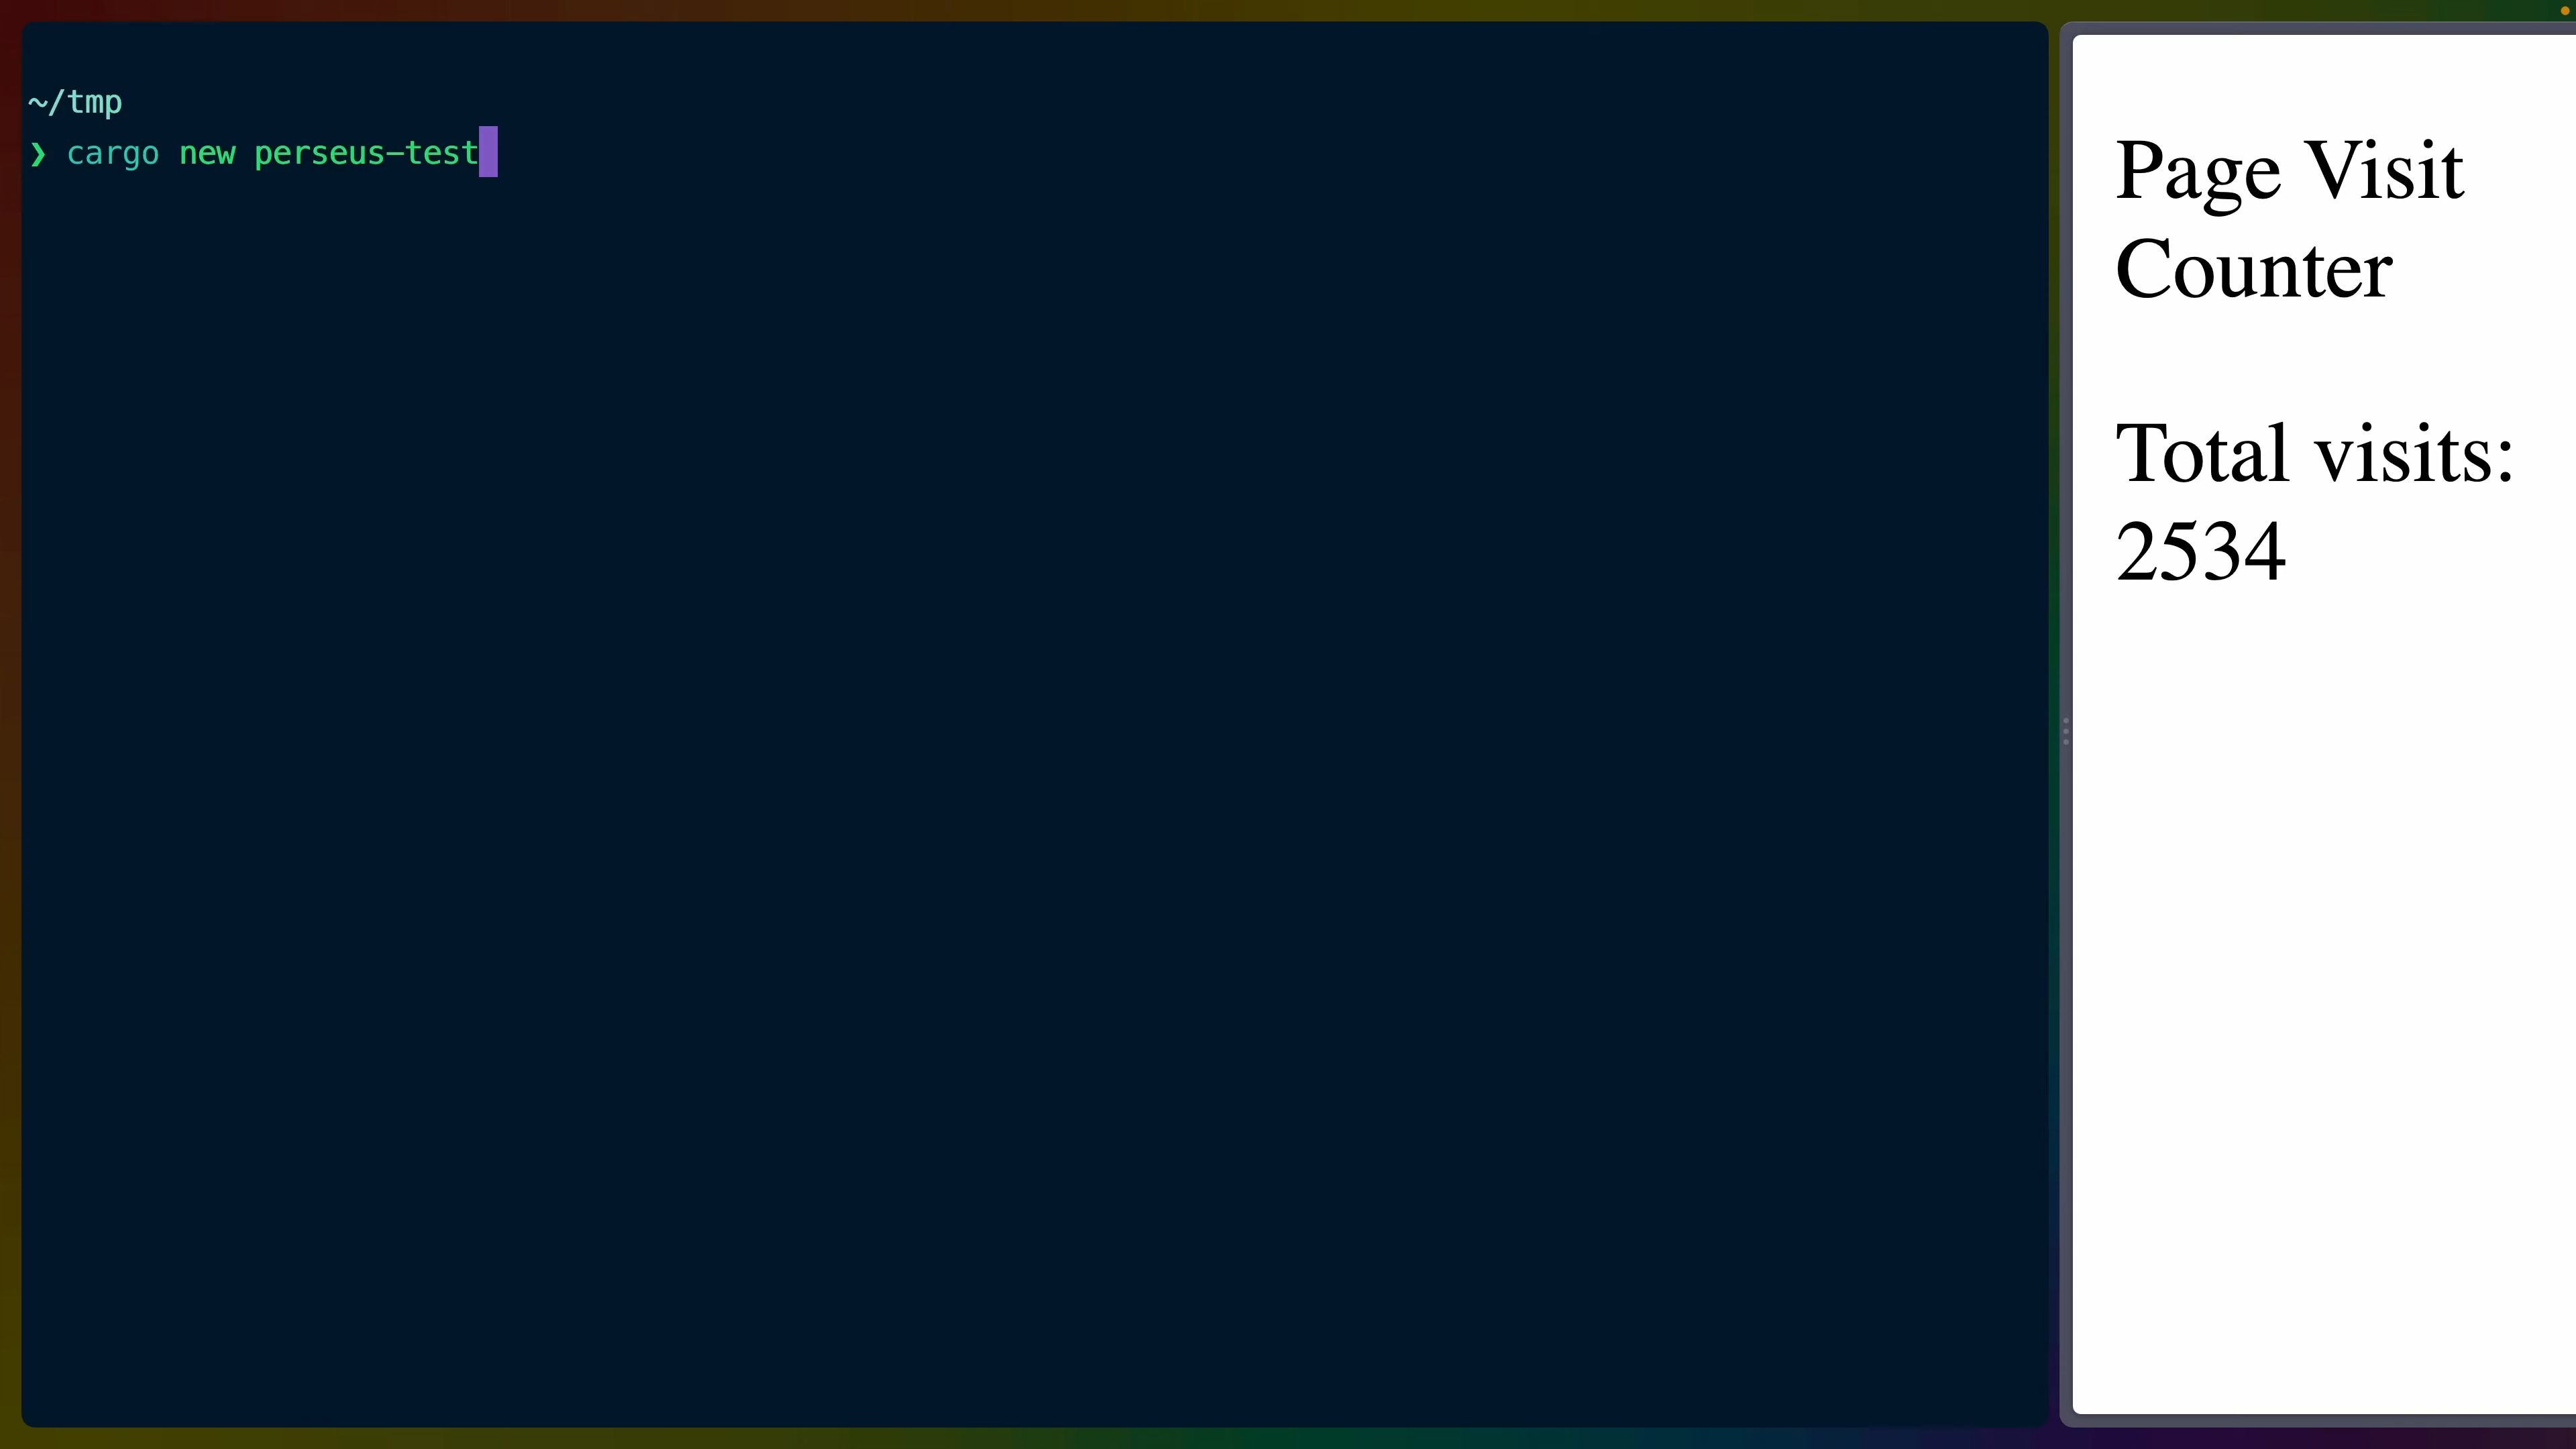 ~/tmp
❯ cargo new perseus-test
Page Visit
Counter
Total visits:
2534